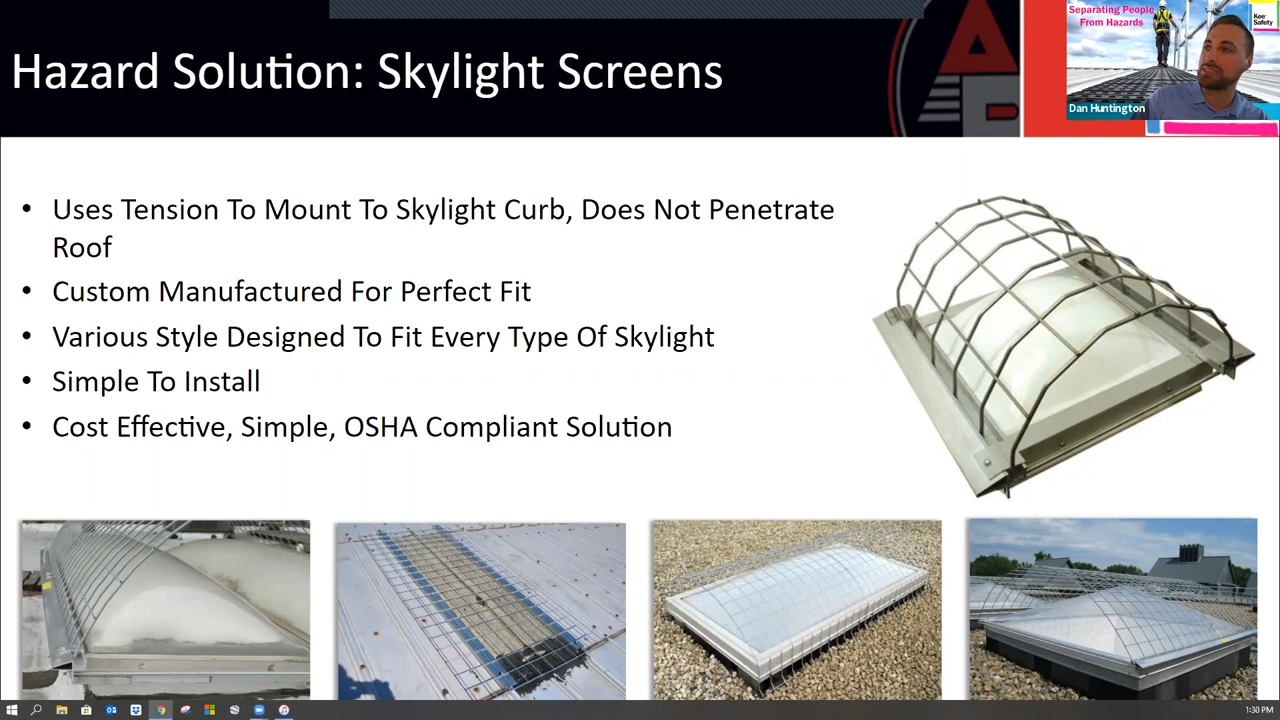 Hazard Solution: Skylight Screens
Separating People
From Hazards
Kee
Safety
Dan Huntington
• Uses Tension To Mount To Skylight Curb, Does Not Penetrate
Roof
• Custom Manufactured For Perfect Fit
• Various Style Designed To Fit Every Type Of Skylight
• Simple To Install
• Cost Effective, Simple, OSHA Compliant Solution
1:30 PM